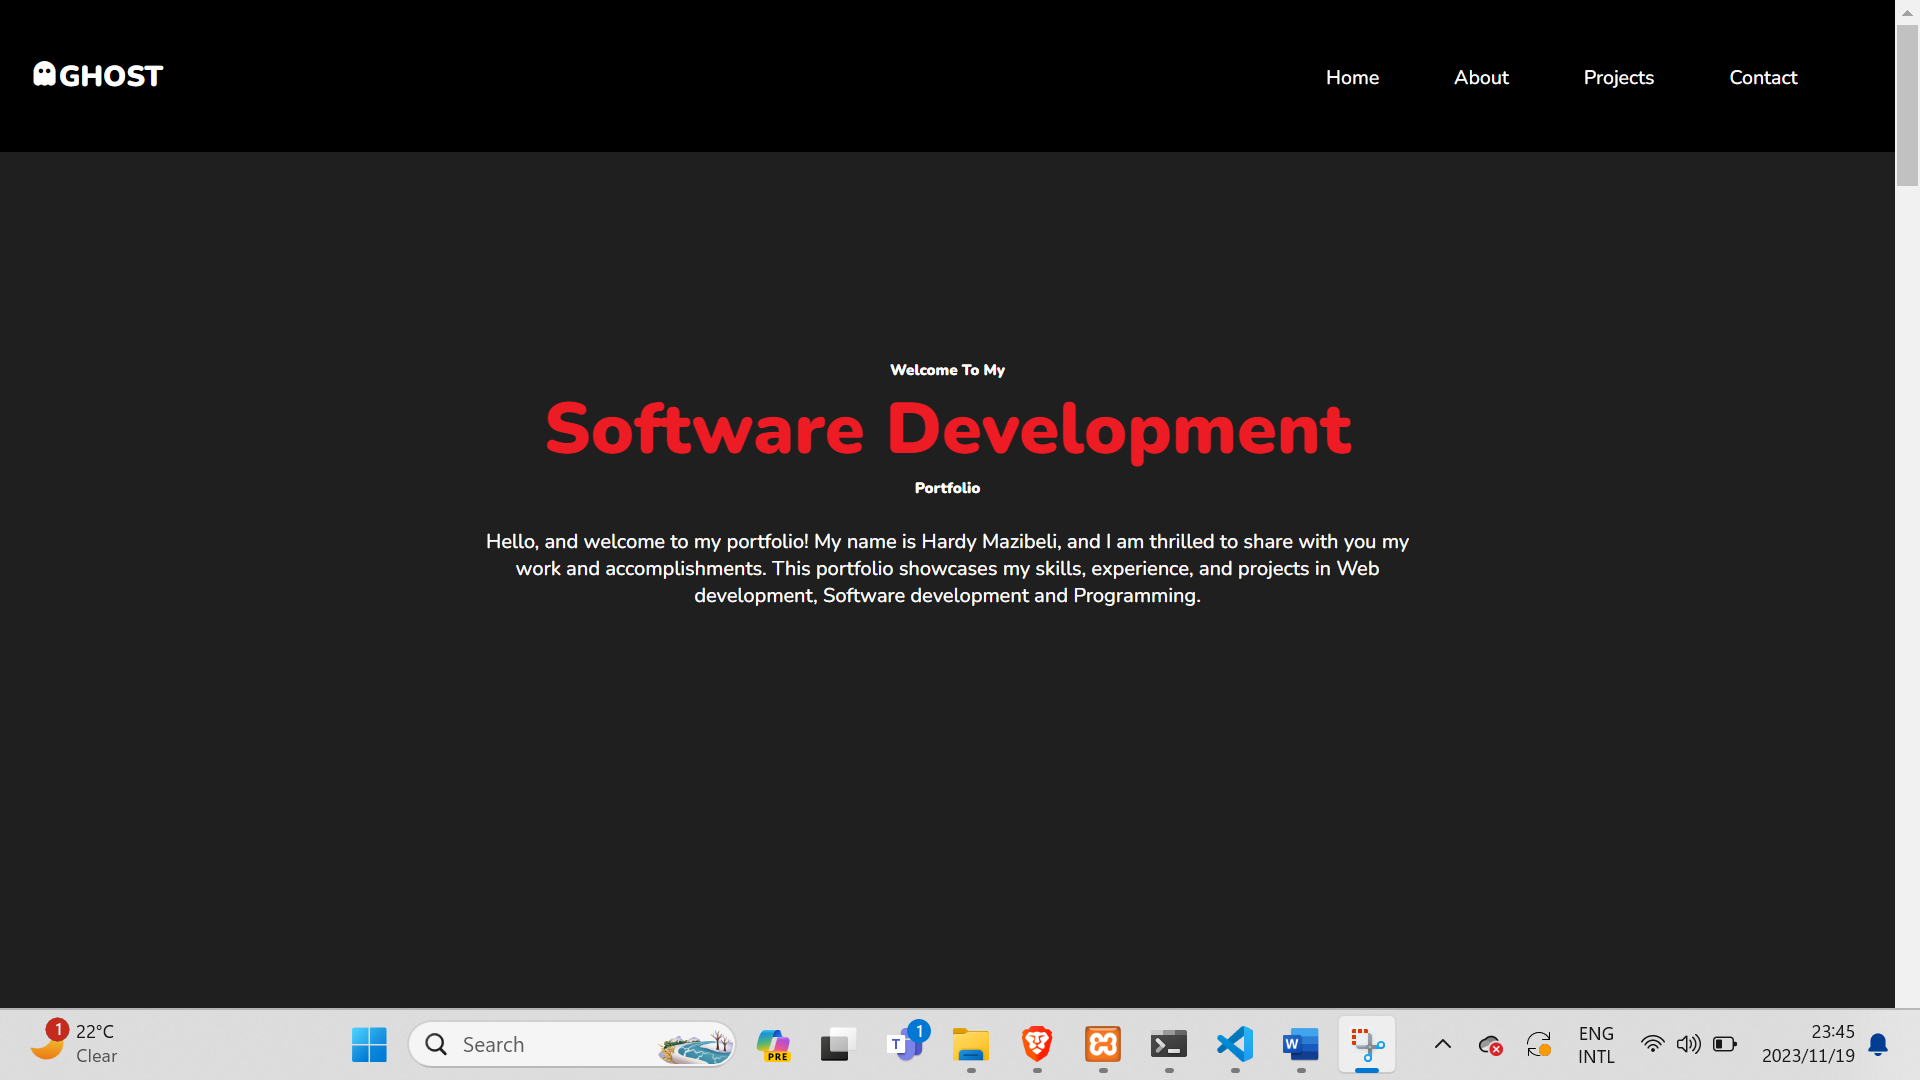 GHOST
Home About Projects Contact
Welcome To My
Software Development
Portfolio
Hello, and welcome to my portfolio! My name is Hardy Mazibeli, and I am thrilled to share with you my
work and accomplishments. This portfolio showcases my skills, experience, and projects in Web
development, Software development and Programming.
1
22°C
Clear
Search
PRE
T
1
W
ENG
INTL
23:45
2023/11/19